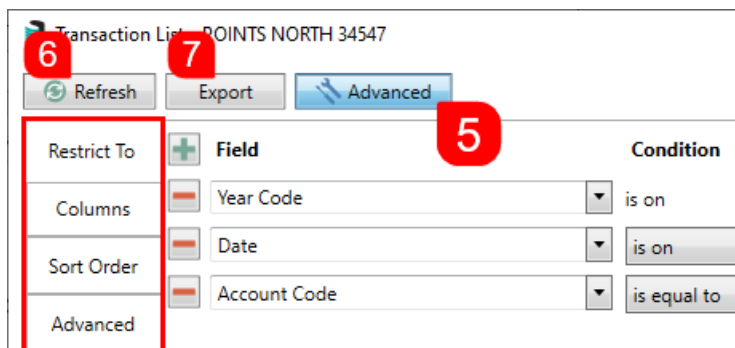 Transaction List - POINTS NORTH 34547
6
7
Refresh
Export
Advanced
5
Restrict To
Field
Condition
Columns
Year Code
is on
Date
is on
Sort Order
Account Code
is equal to
Advanced